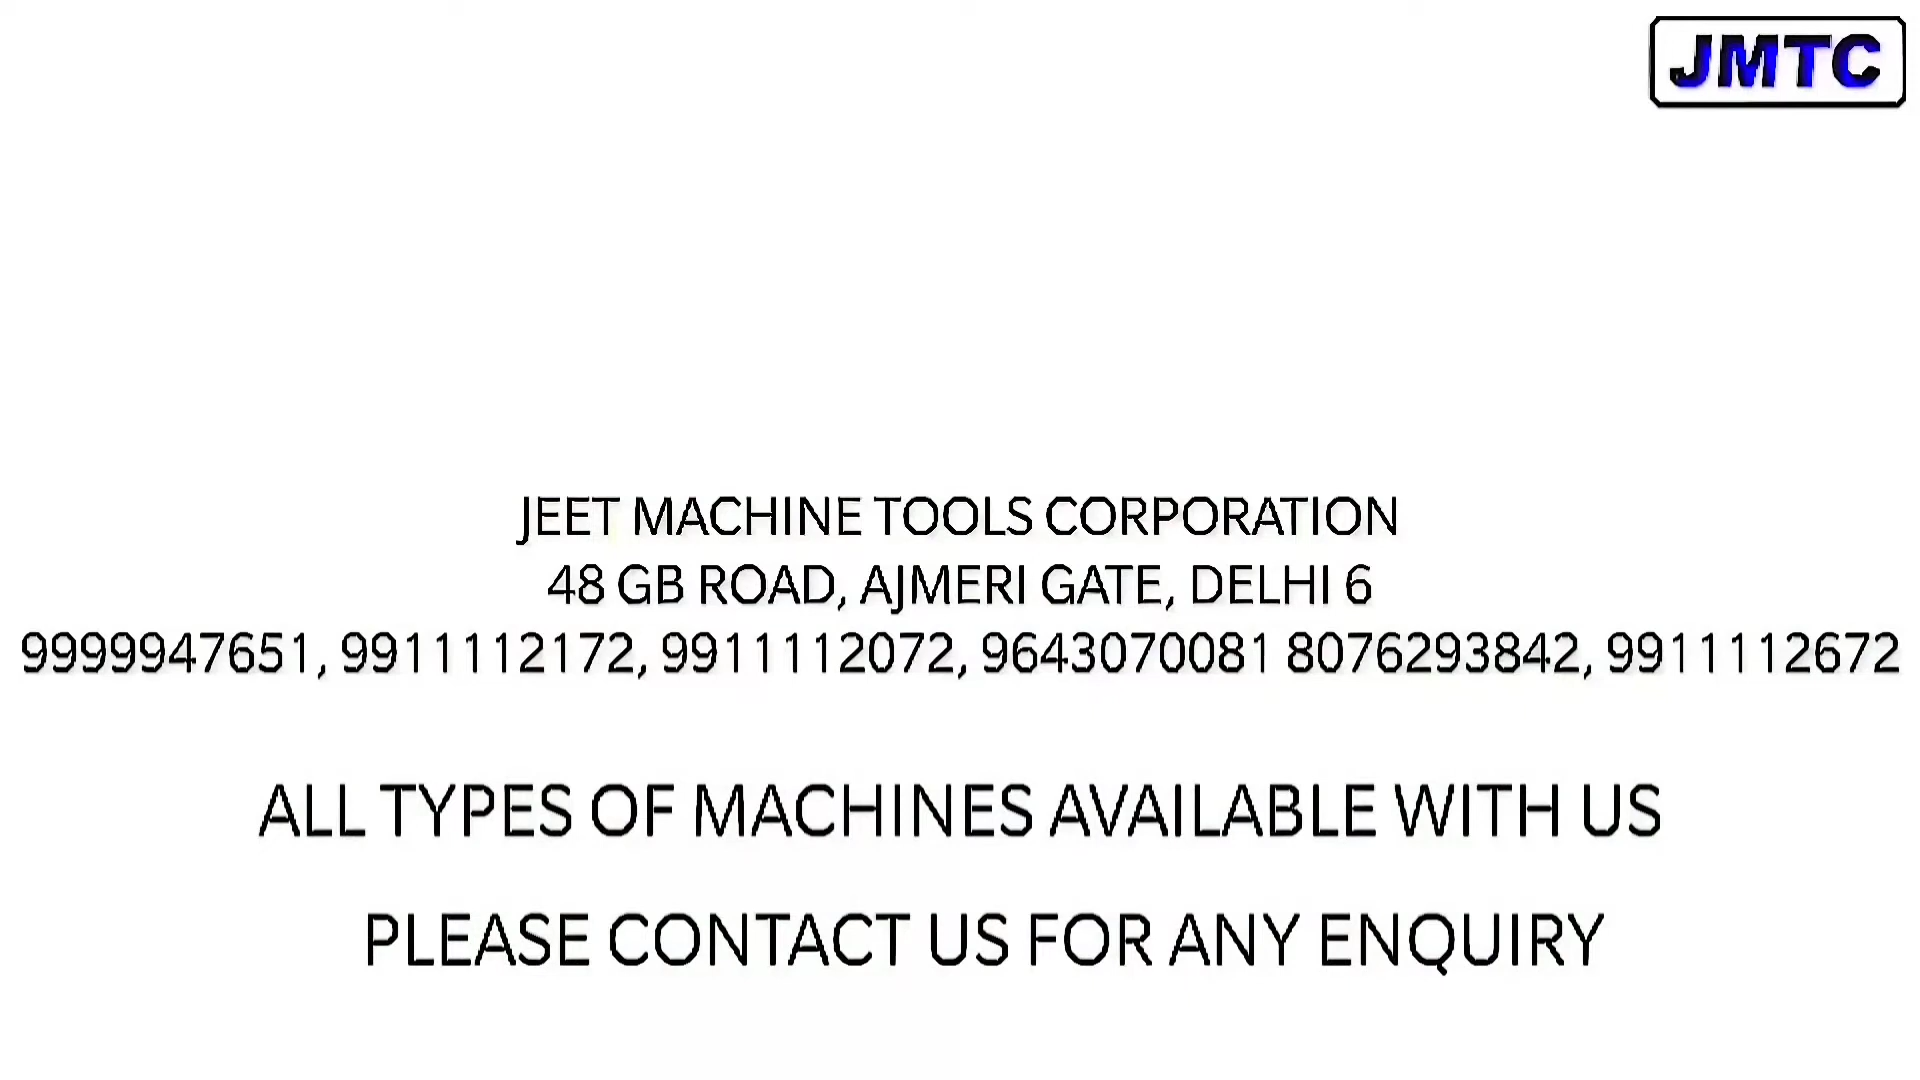 JMTC
JEET MACHINE TOOLS CORPORATION
48 GB ROAD, AJMERI GATE, DELHI 6
9999947651, 9911112172, 9911112072, 9643070081 8076293842, 9911112672
ALL TYPES OF MACHINES AVAILABLE WITH US
PLEASE CONTACT US FOR ANY ENQUIRY